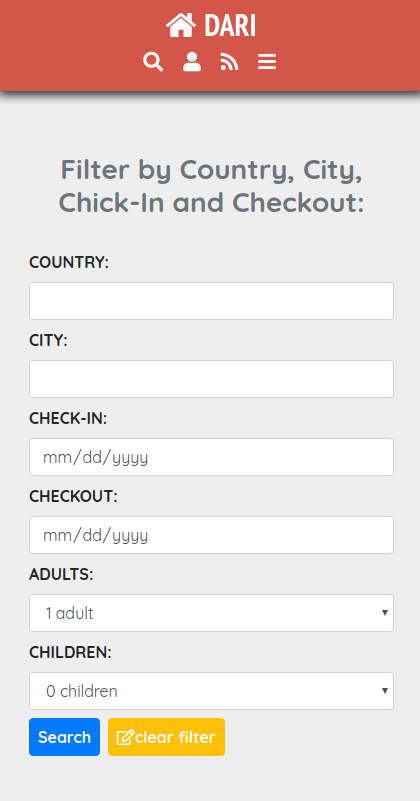 DARI
Filter by Country, City,
Chick-In and Checkout:
COUNTRY:
CITY:
CHECK-IN:
mm/dd/yyyy
CHECKOUT:
mm/dd/yyyy
ADULTS:
1 adult
CHILDREN:
0 children
Search clear filter